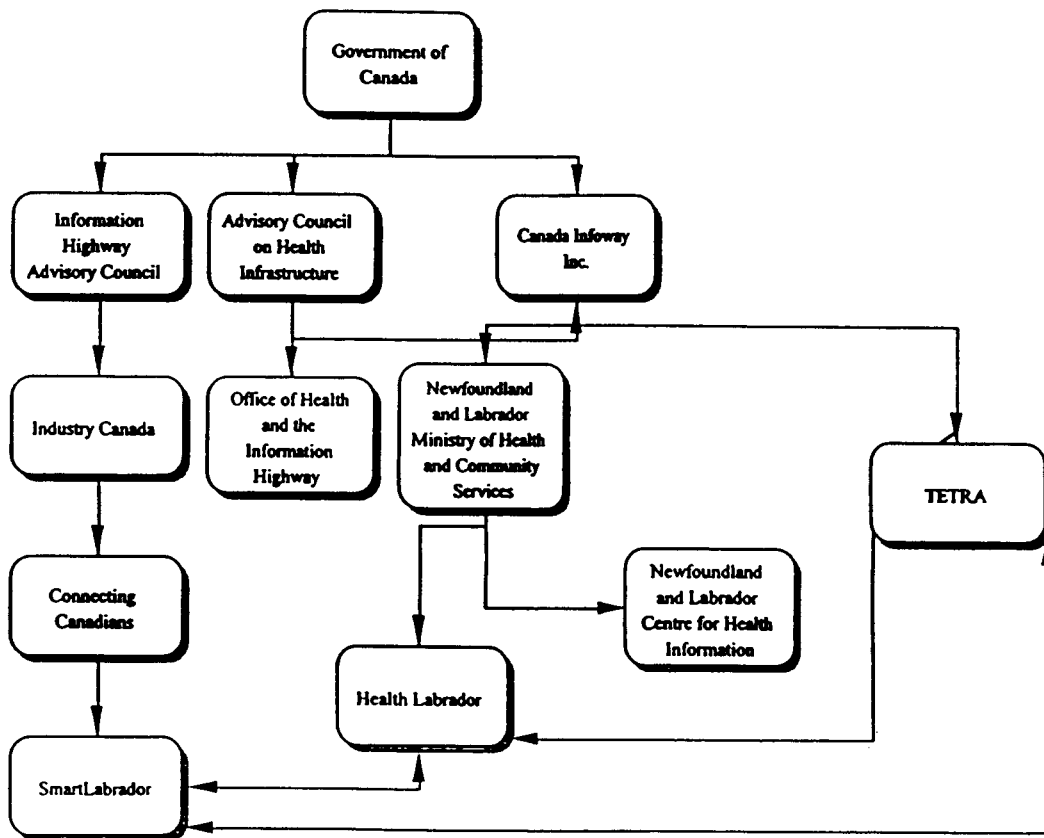 Government of
Canada
Information
Highway
Advisory Council
Advisory Council
on Health
Infrastructure
Canada Infoway
Inc.
Industry Canada
Office of Health
and the
Information
Highway
Newfoundland
and Labrador
Ministry of Health
and Community
Services
TETRA
Connecting
Canadians
Newfoundland
and Labrador
Centre for Health
Information
Health Labrador
SmartLabrador